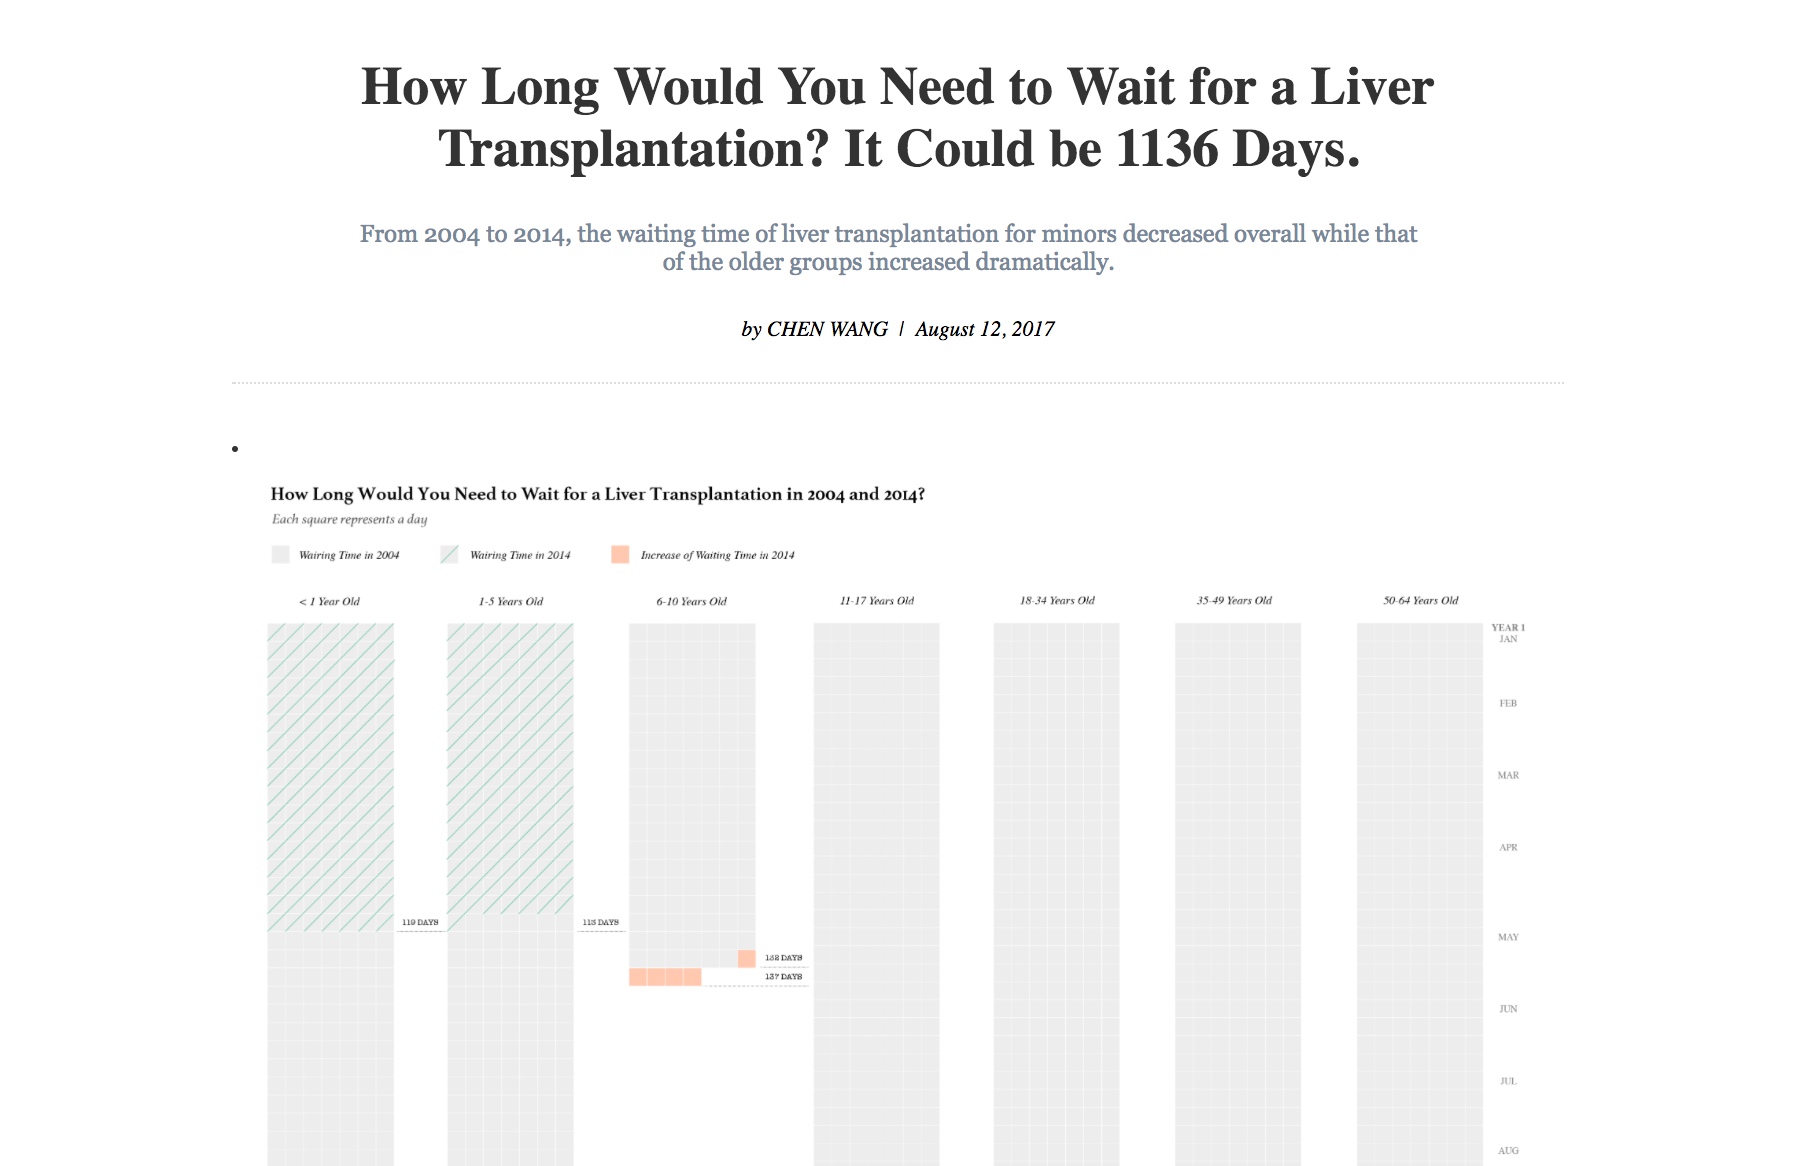 How Long Would You Need to Wait for a Liver
Transplantation? It Could be 1136 Days.
From 2004 to 2014, the waiting time of liver transplantation for minors decreased overall while that
of the older groups increased dramatically.
by CHEN WANG | August 12, 2017
How Long Would You Need to Wait for a Liver Transplantation in 2004 and 2014?
Each square represents a day
Wairing Time in 2004 Wairing Time in 2014 Increase of Waiting Time in 2014
< 1 Year Old 1-5 Years Old 6-10 Years Old 11-17 Years Old 18-34 Years Old 35-49 Years Old 50-64 Years Old
YEAR 1
JAN
FEB
MAR
APR
119 DAYS 113 DAYS
MAY
132 DAYS
137 DAYS
JUN
JUL
AUG